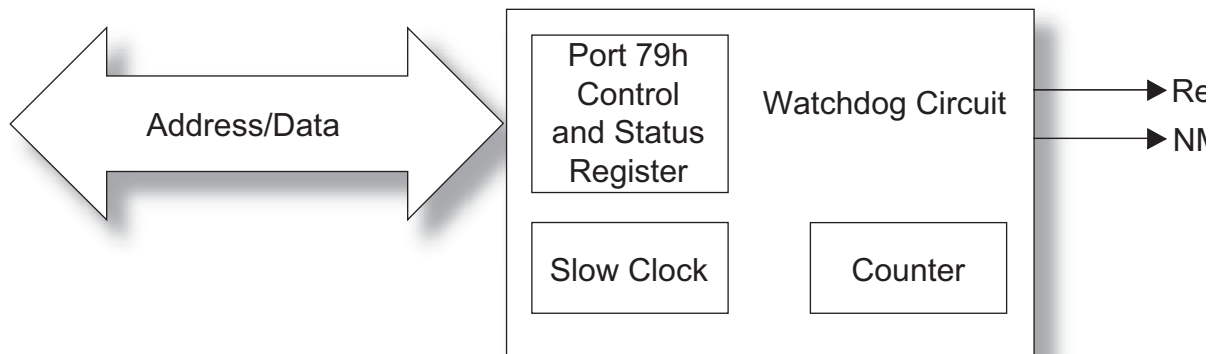 Port 79h
Control
and Status
Register
Watchdog Circuit
Address/Data
Slow Clock
Counter